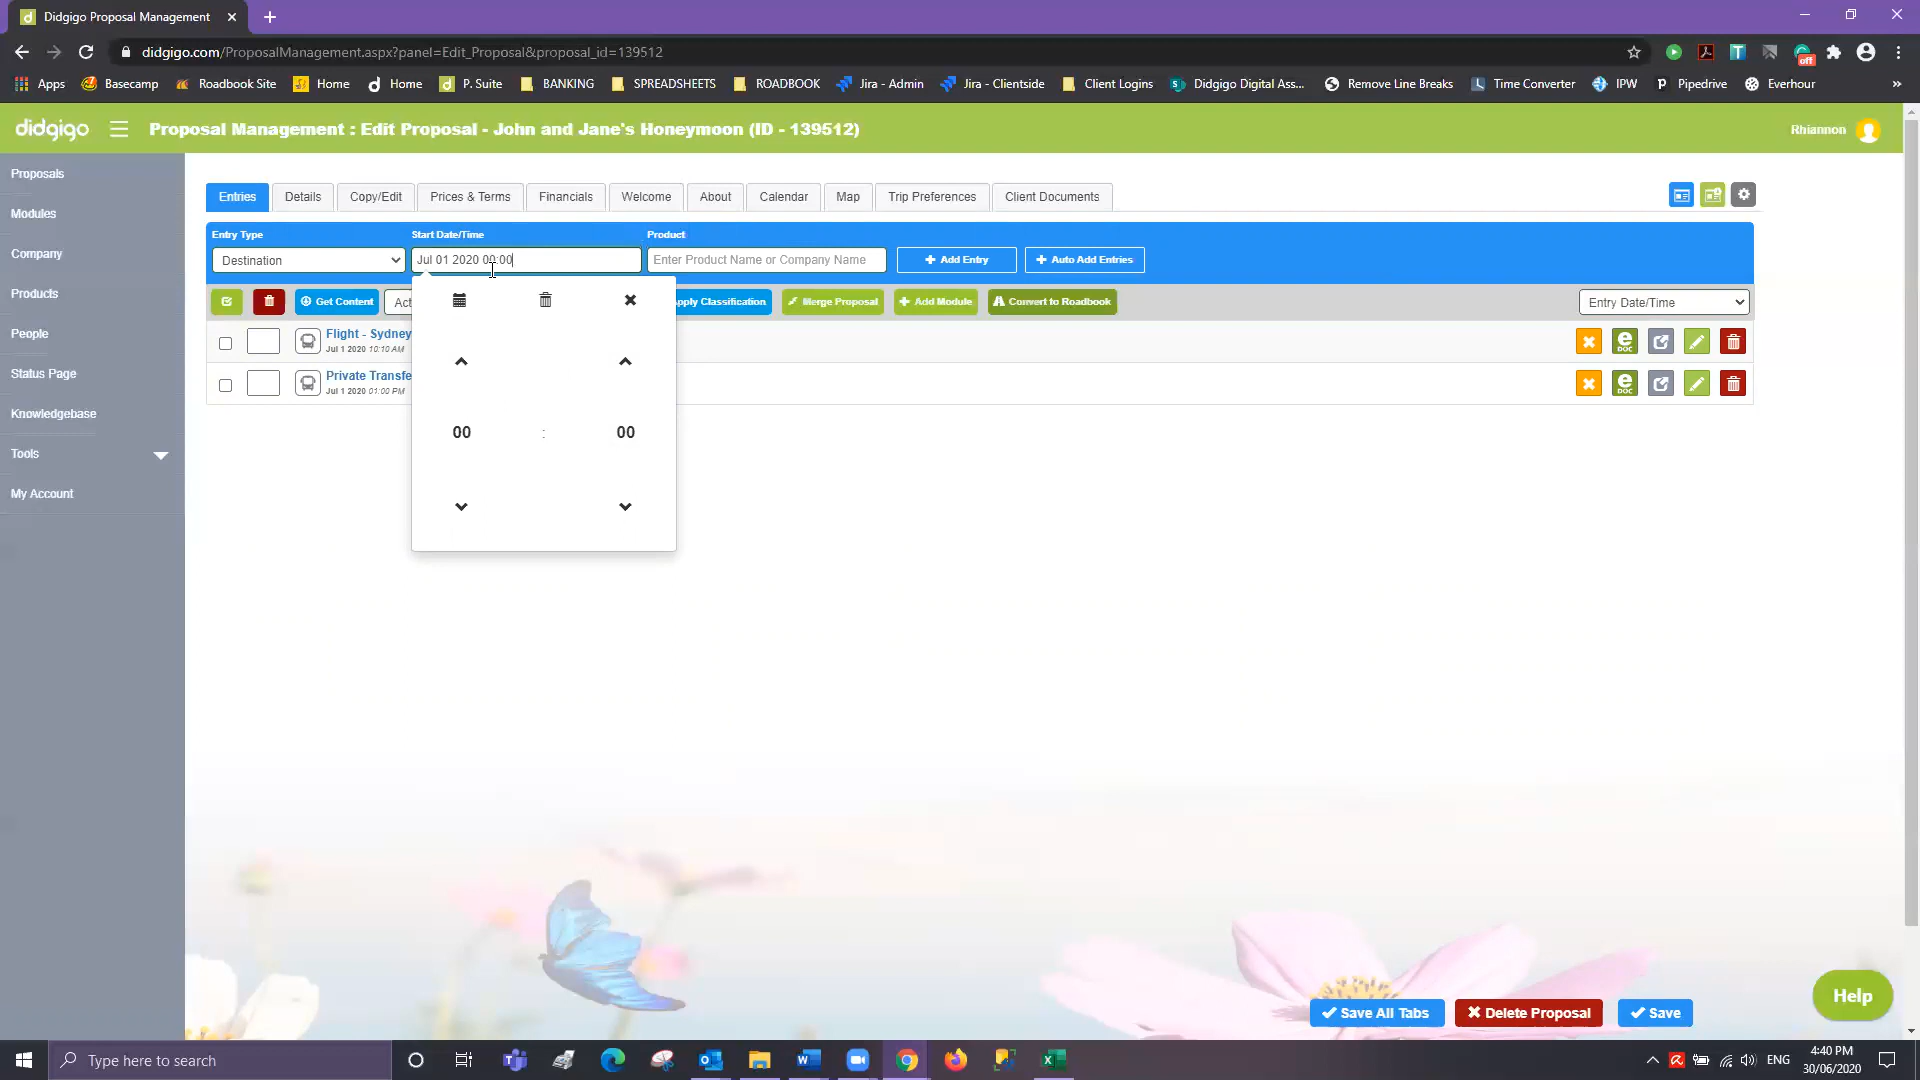 Didgigo Proposal Management
didgigo.com/ProposalManagement.aspx?panel=Edit_Proposal&proposal_id=139512
Apps Basecamp Roadbook Site Home Home P. Suite BANKING SPREADSHEETS ROADBOOK Jira - Admin Jira - Clientside Client Logins Didgigo Digital Ass... Remove Line Breaks Time Converter IPW Pipedrive Everhour »
didgigo Proposal Management : Edit Proposal - John and Jane's Honeymoon (ID - 139512) Rhiannon
Proposals
Modules
Company
Products
People
Status Page
Knowledgebase
Tools
My Account
Entries Details Copy/Edit Prices & Terms Financials Welcome About Calendar Map Trip Preferences Client Documents
Entry Type Start Date/Time Product
Destination Jul 01 2020 00:00 Enter Product Name or Company Name Add Entry Auto Add Entries
Get Content Act pply Classification Merge Proposal Add Module Convert to Roadbook Entry Date/Time
Flight - Sydney
Jul 1 2020 10:10 AM
Private Transfe
Jul 1 2020 01:00 PM
00 : 00
Save All Tabs Delete Proposal Save
Help
Type here to search
ENG
4:40 PM
30/06/2020